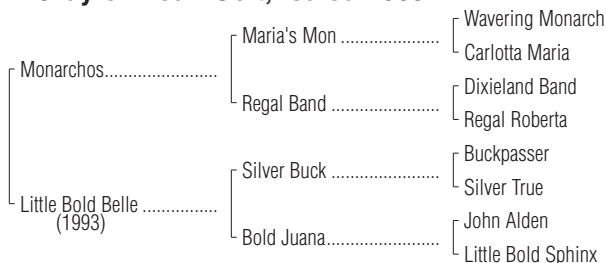 Wavering Monarch
Maria's Mon ....................
Carlotta Maria
Monarchos.......................
Dixieland Band
Regal Band ......................
Regal Roberta
Buckpasser
Silver Buck ......................
Silver True
Little Bold Belle ...............
(1993)
John Alden
Bold Juana.......................
Little Bold Sphinx